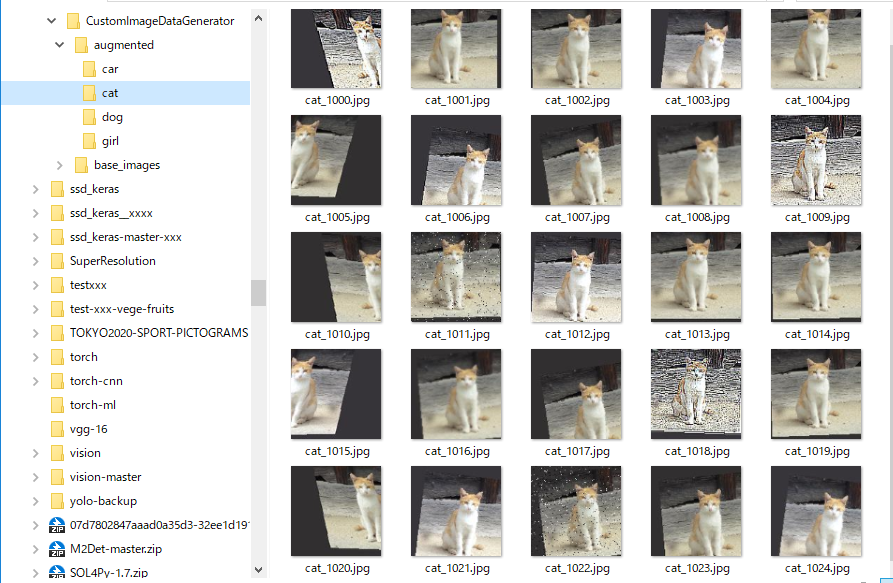 CustomImageDataGenerator
augmented
car
cat
dog
girl
base_images
ssd_keras
ssd_keras__xxxx
ssd_keras-master-xxx
SuperResolution
testxxx
test-xxx-vege-fruits
TOKYO2020-SPORT-PICTOGRAMS
torch
torch-cnn
torch-ml
vgg-16
vision
vision-master
yolo-backup
ZIP 07d7802847aaad0a35d3-32ee1d19
ZIP M2Det-master.zip
ZIP SOL4Py-1.7.zip
cat_1000.jpg cat_1001.jpg cat_1002.jpg cat_1003.jpg cat_1004.jpg
cat_1005.jpg cat_1006.jpg cat_1007.jpg cat_1008.jpg cat_1009.jpg
cat_1010.jpg cat_1011.jpg cat_1012.jpg cat_1013.jpg cat_1014.jpg
cat_1015.jpg cat_1016.jpg cat_1017.jpg cat_1018.jpg cat_1019.jpg
cat_1020.jpg cat_1021.jpg cat_1022.jpg cat_1023.jpg cat_1024.jpg